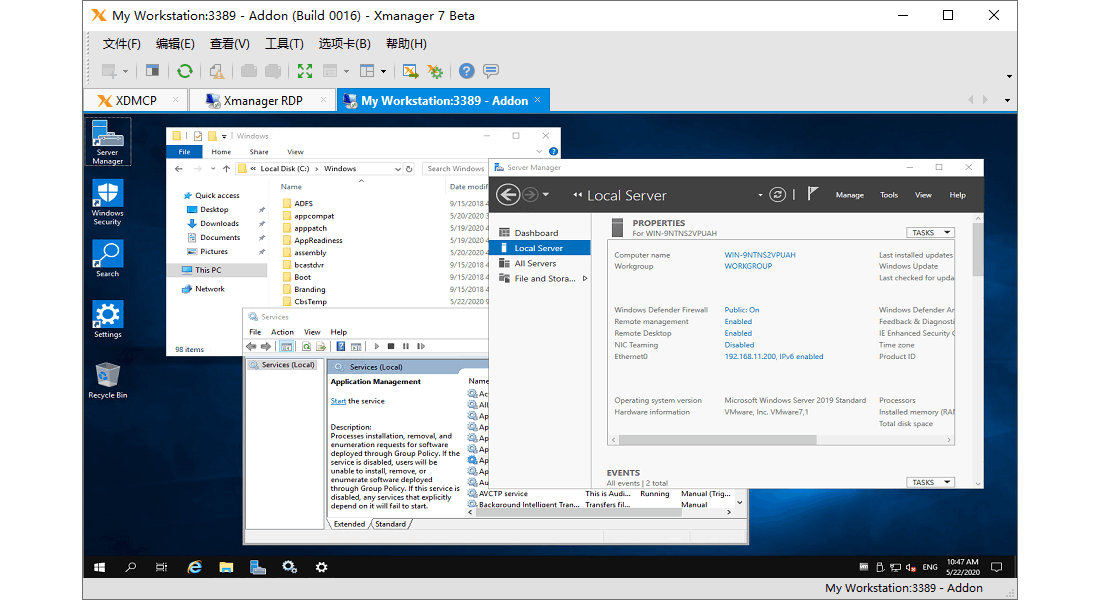 My Workstation:3389 - Addon (Build 0016) - Xmanager 7 Beta
文件(F) 编辑(E) 查看(V) 工具(T) 选项卡(B) 帮助(H)
XDMCP
Xmanager RDP
My Workstation:3389 - Addon
Server
Manager
Windows
Security
Search
Settings
Recycle Bin
Windows
File Home Share View
« Local Disk (C:) › Windows
Search Windows
Quick access
Desktop
Downloads
Documents
Pictures
This PC
Network
Name Date modif
ADFS 9/15/2018 4
appcompat 5/20/2020 3
apppatch 5/19/2020
AppReadiness 5/19/2020
assembly 5/20/2020
bcastdvr 9/15/2018
Boot 9/15/2018
Branding 9/15/2018
CbsTemp 5/22/2020
98 items
Services
File Action View Help
Services (Local)
Services (Local)
Application Management
Start the service
Description:
Processes installation, removal, and
enumeration requests for software
deployed through Group Policy. If the
service is disabled, users will be
unable to install, remove, or
enumerate software deployed
through Group Policy. If this service is
disabled, any services that explicitly
depend on it will fail to start.
Name
Ac
All
Ap
Ap
Ap
Ap
Ap
Ap
Au
AVCTP service This is Audi... Running Manual (Trig...
Background Intelligent Tran... Transfers fil... Manual
Extended Standard
Server Manager
Local Server
Manage Tools View Help
Dashboard
Local Server
All Servers
File and Stora...
PROPERTIES
For WIN-9NTNS2VPUAH
TASKS
Computer name WIN-9NTNS2VPUAH Last installed updates
Workgroup WORKGROUP Windows Update
Last checked for upda
Windows Defender Firewall Public: On Windows Defender An
Remote management Enabled Feedback & Diagnosti
Remote Desktop Enabled IE Enhanced Security C
NIC Teaming Disabled Time zone
Ethernet0 192.168.11.200, IPv6 enabled Product ID
Operating system version Microsoft Windows Server 2019 Standard Processors
Hardware information VMware, Inc. VMware7,1 Installed memory (RAM
Total disk space
EVENTS
All events | 2 total
TASKS
ENG
10:47 AM
5/22/2020
My Workstation:3389 - Addon